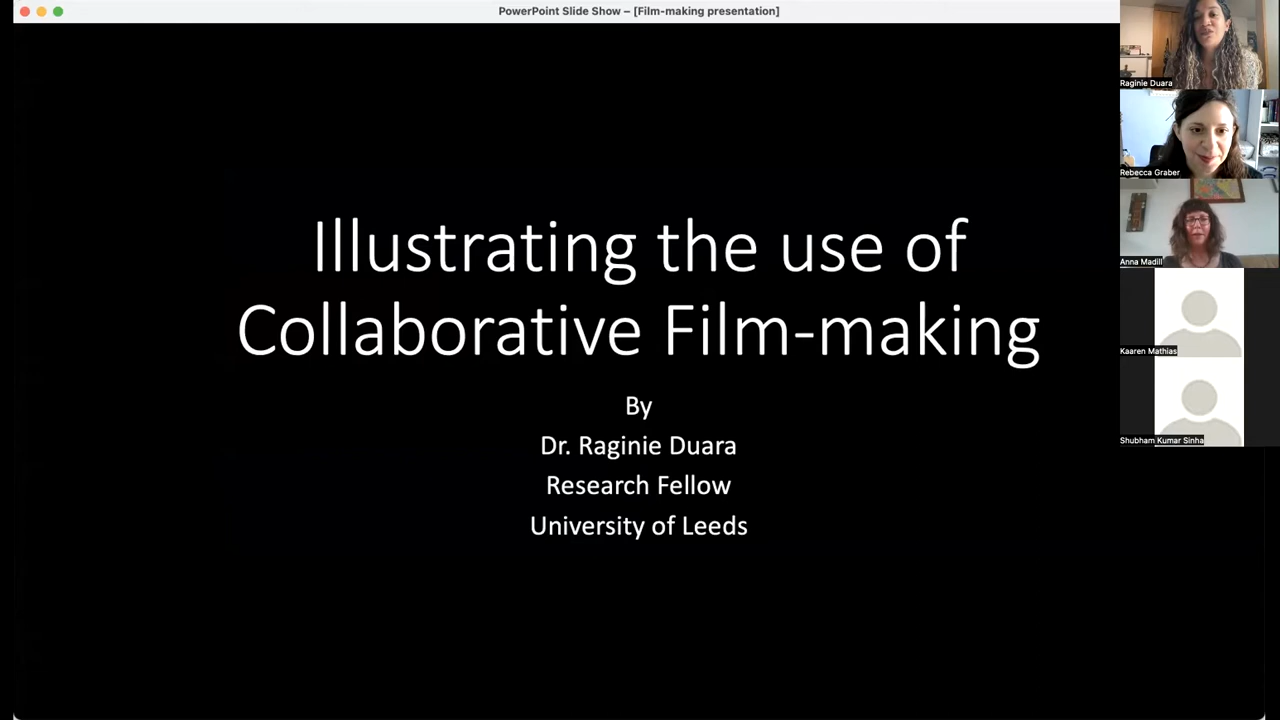 PowerPoint Slide Show – [Film-making presentation]
Illustrating the use of
Collaborative Film-making
By
Dr. Raginie Duara
Research Fellow
University of Leeds
Raginie Duara
Rebecca Graber
Anna Madill
Kaaren Mathias
Shubham Kumar Sinha